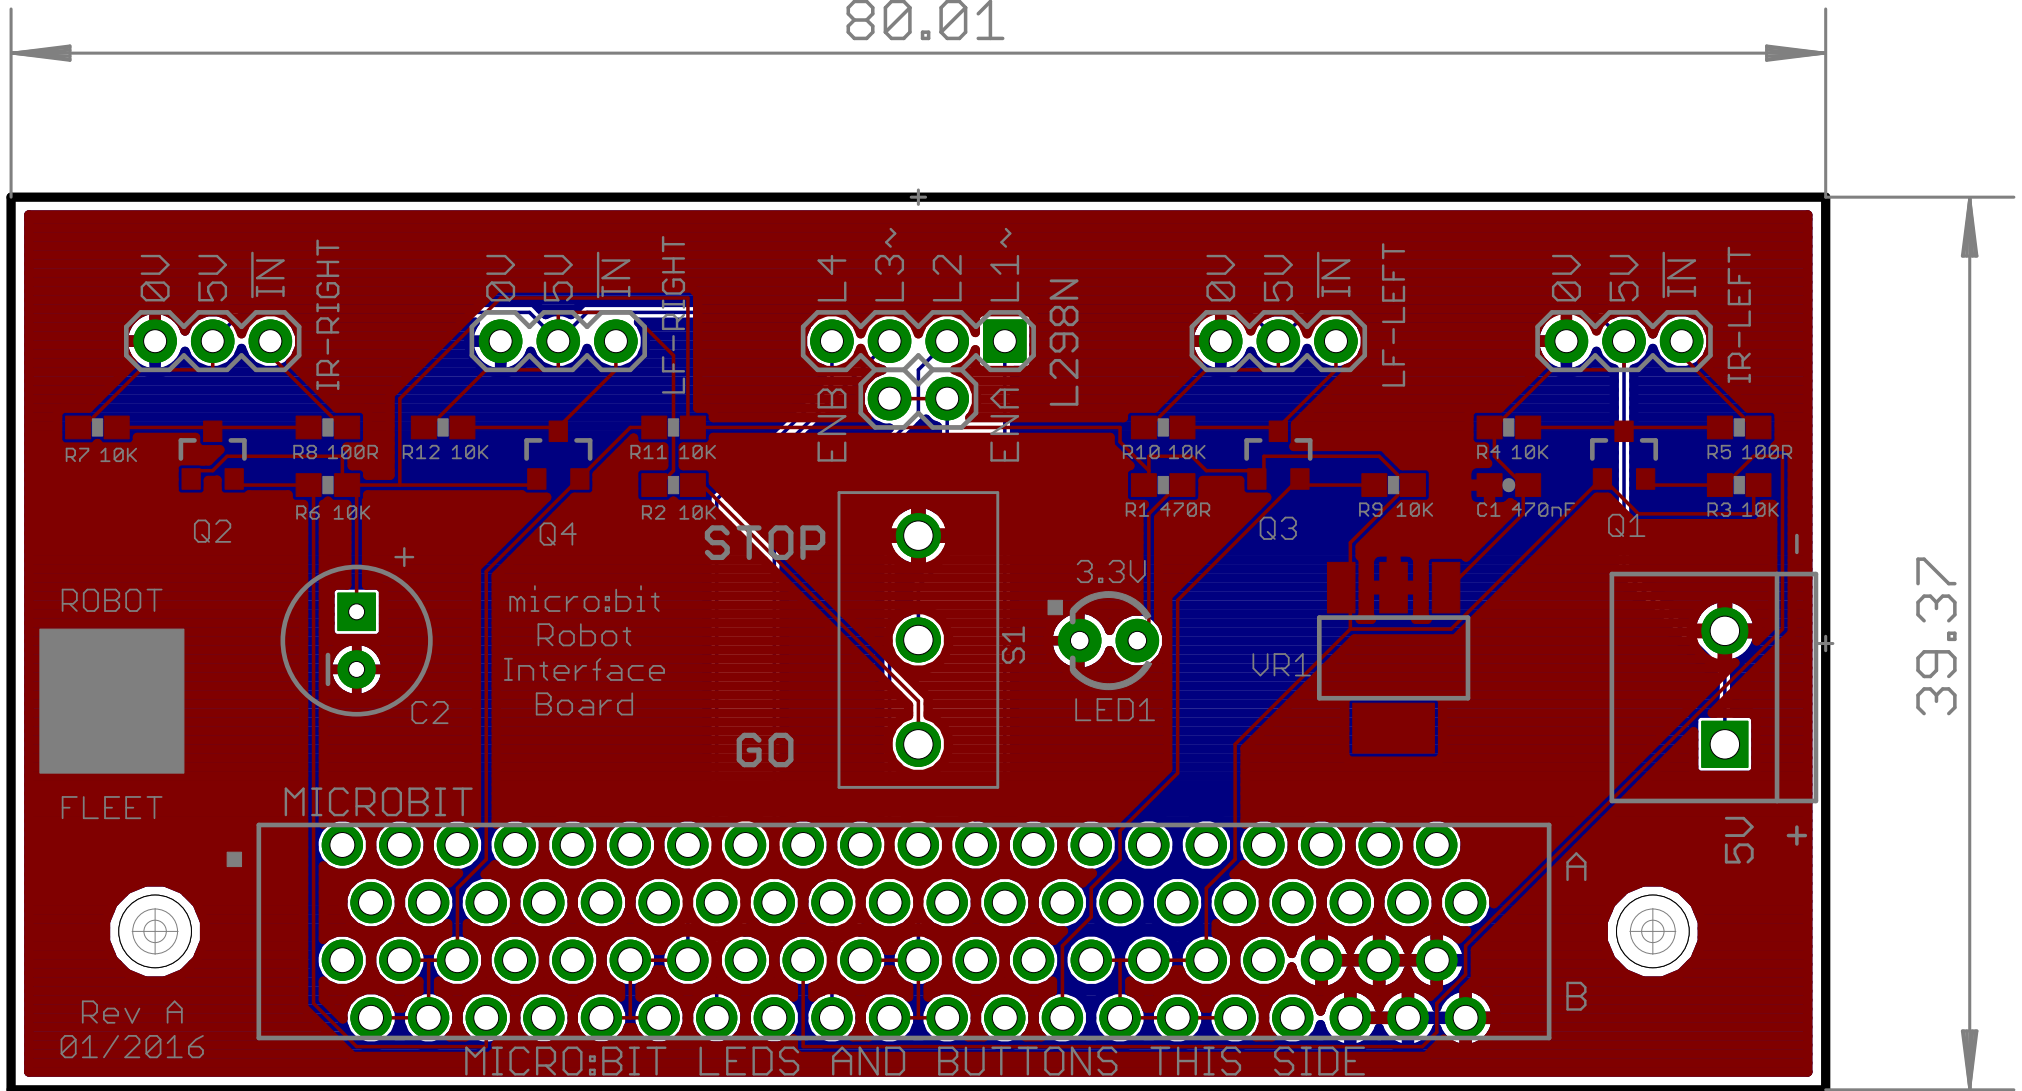 80.01
39.37
0V 5V IN IR-RIGHT
0V 5V IN LF-RIGHT
L4 L3~ L2 L1~ L298N
0V 5V IN LF-LEFT
0V 5V IN IR-LEFT
ENB ENA
R7 10K
R8 100R
R12 10K
R11 10K
R10 10K
R4 10K
R5 100R
R6 10K
R2 10K
R1 470R
R9 10K
C1 470nF
R3 10K
Q2
Q4
Q3
Q1
+
STOP
-
ROBOT
micro:bit
Robot
Interface
Board
S1
3.3V
VR1
C2
LED1
GO
FLEET
MICROBIT
5V +
A
B
Rev A
01/2016
MICRO:BIT LEDS AND BUTTONS THIS SIDE